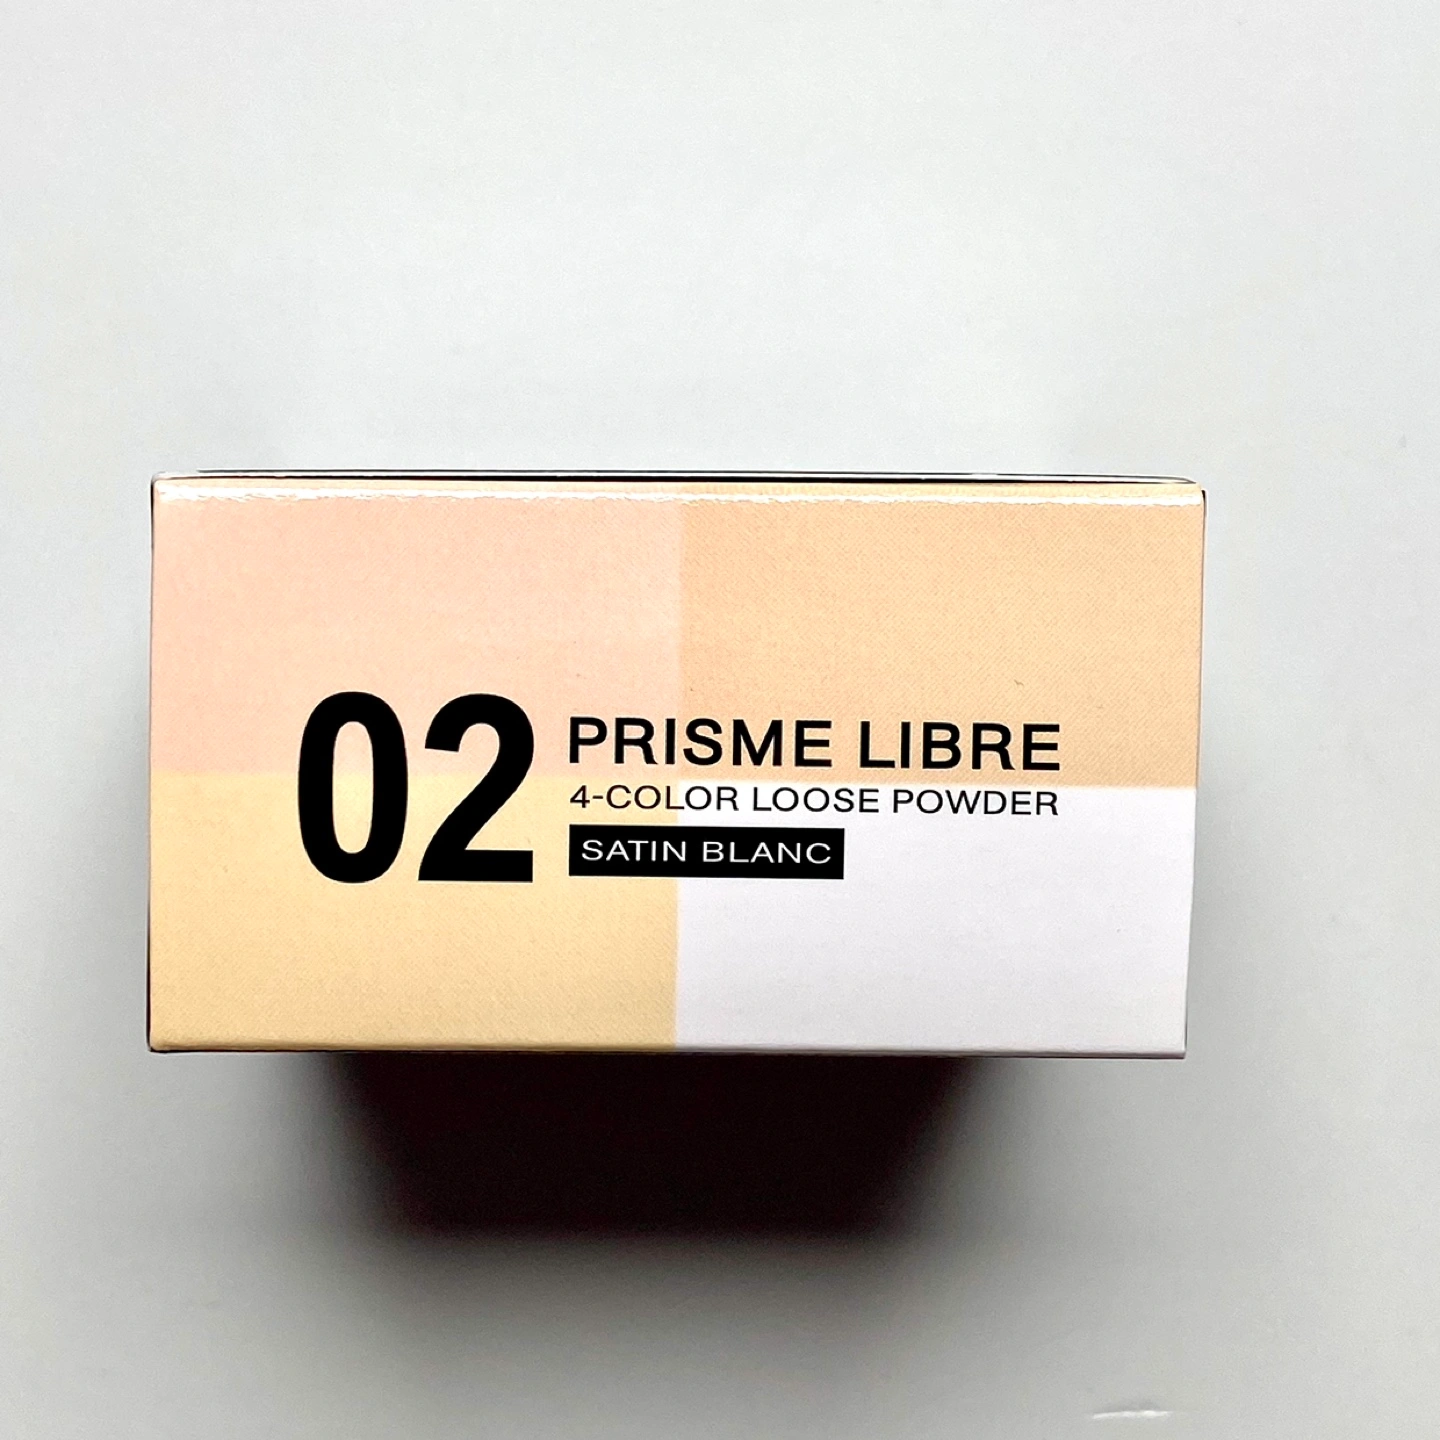 02
PRISME LIBRE
4-COLOR LOOSE POWDER
SATIN BLANC